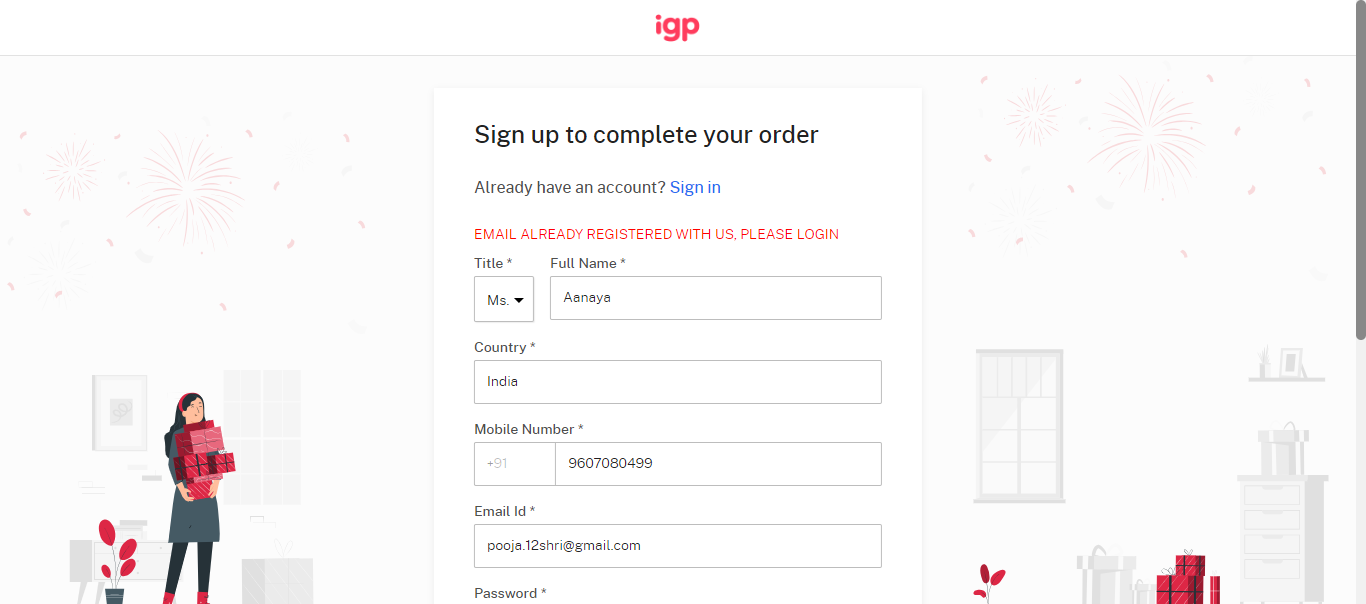 igp
Sign up to complete your order
Already have an account? Sign in
EMAIL ALREADY REGISTERED WITH US, PLEASE LOGIN
Title * Full Name *
Ms. Aanaya
Country *
India
Mobile Number *
+91 9607080499
Email Id *
pooja.12shri@gmail.com
Password *